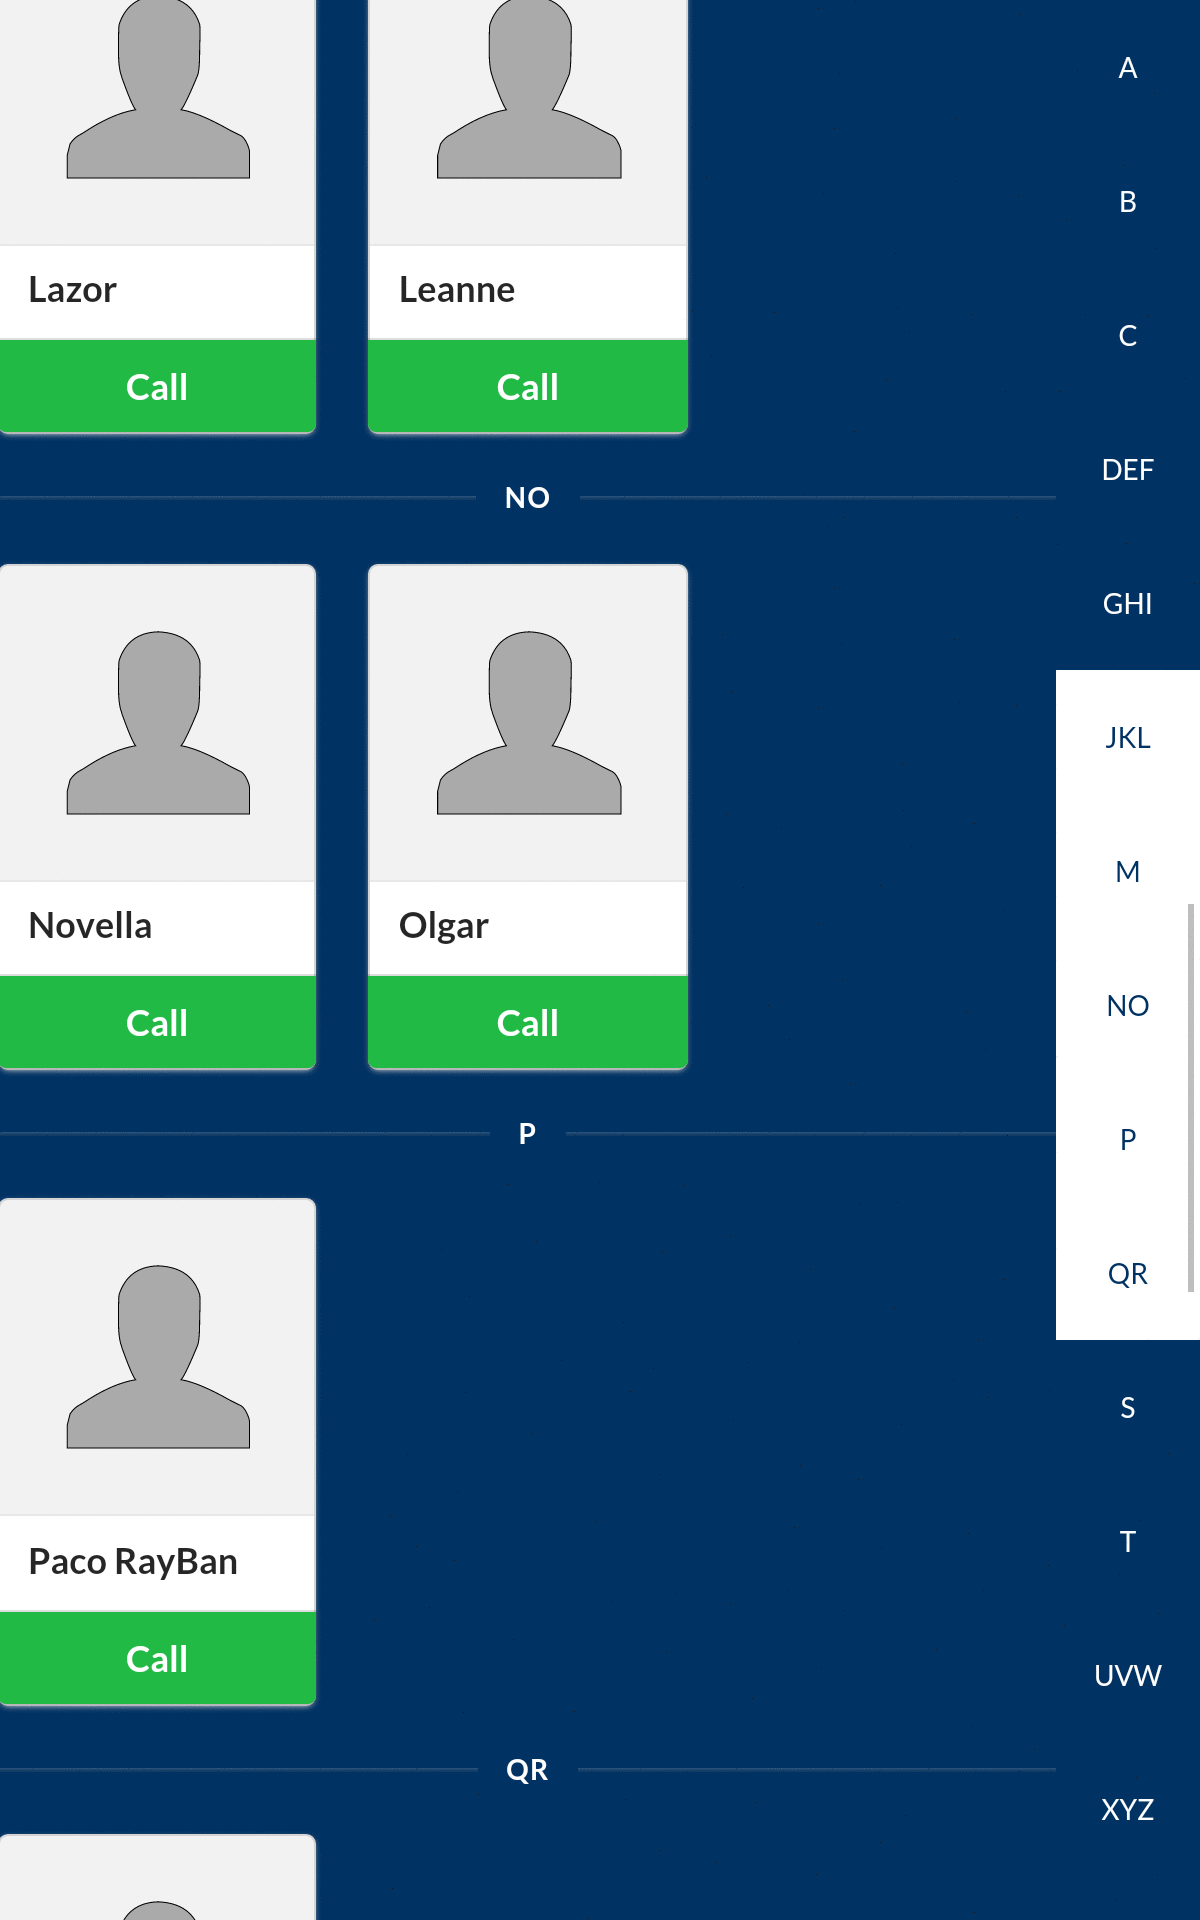 Lazor
Leanne
Call
Call
NO
Novella
Olgar
Call
Call
P
Paco RayBan
Call
QR
A
B
C
DEF
GHI
JKL
M
NO
P
QR
S
T
UVW
XYZ